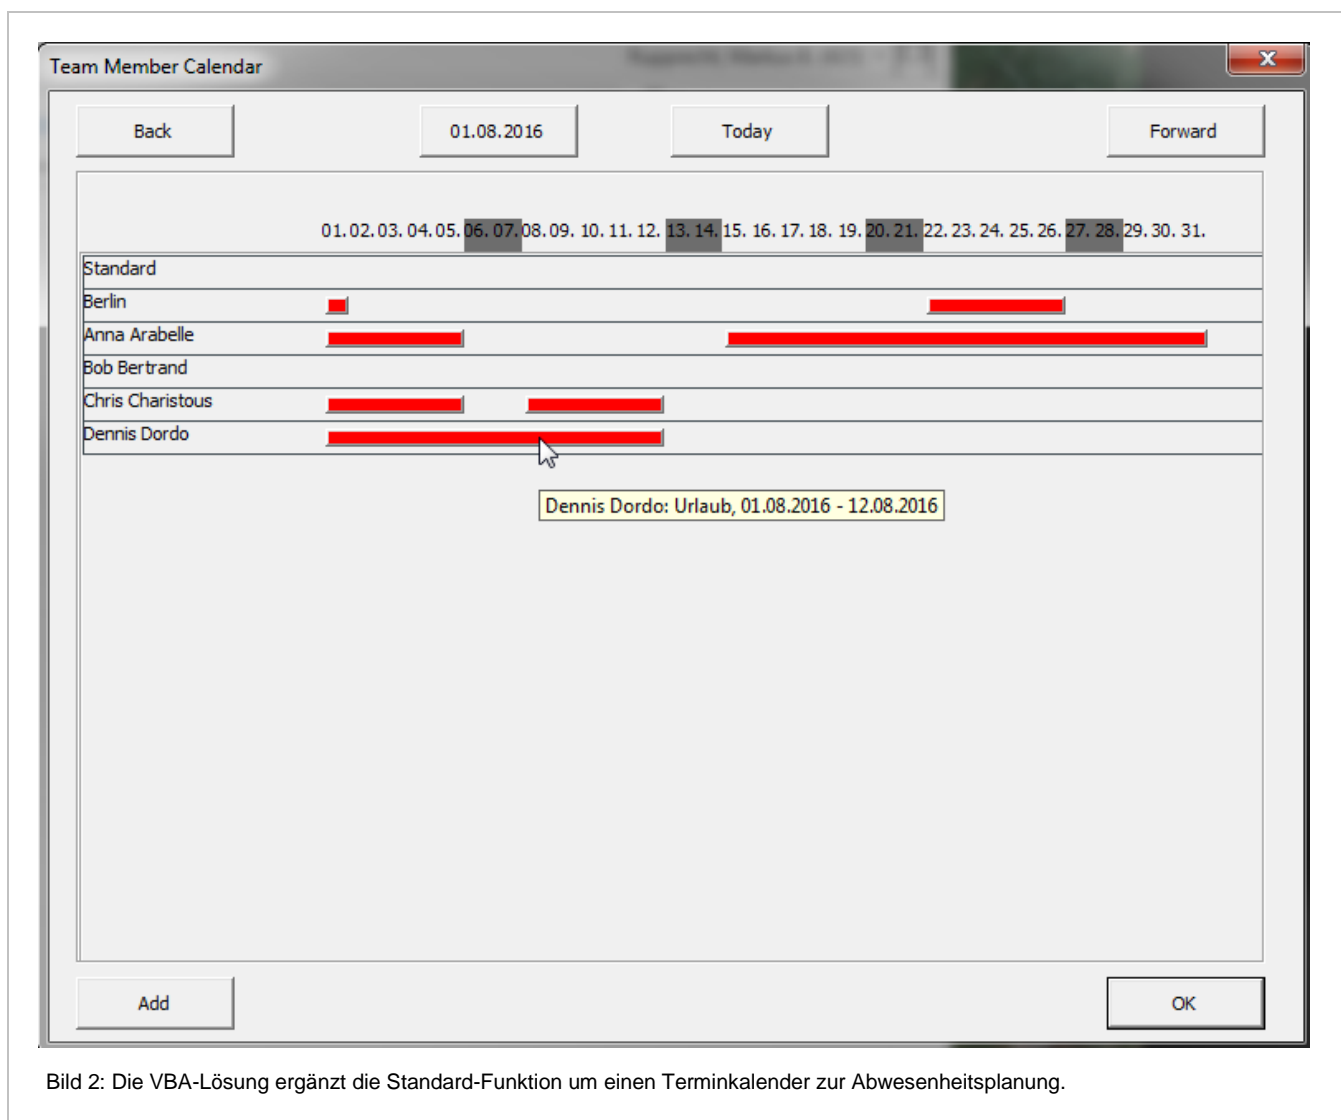 Team Member Calendar
Back 01.08.2016 Today Forward
01. 02. 03. 04. 05. 06. 07. 08. 09. 10. 11. 12. 13. 14. 15. 16. 17. 18. 19. 20. 21. 22. 23. 24. 25. 26. 27. 28. 29. 30. 31.
Standard
Berlin
Anna Arabelle
Bob Bertrand
Chris Charistous
Dennis Dordo
Dennis Dordo: Urlaub, 01.08.2016 - 12.08.2016
Add OK
Bild 2: Die VBA-Lösung ergänzt die Standard-Funktion um einen Terminkalender zur Abwesenheitsplanung.